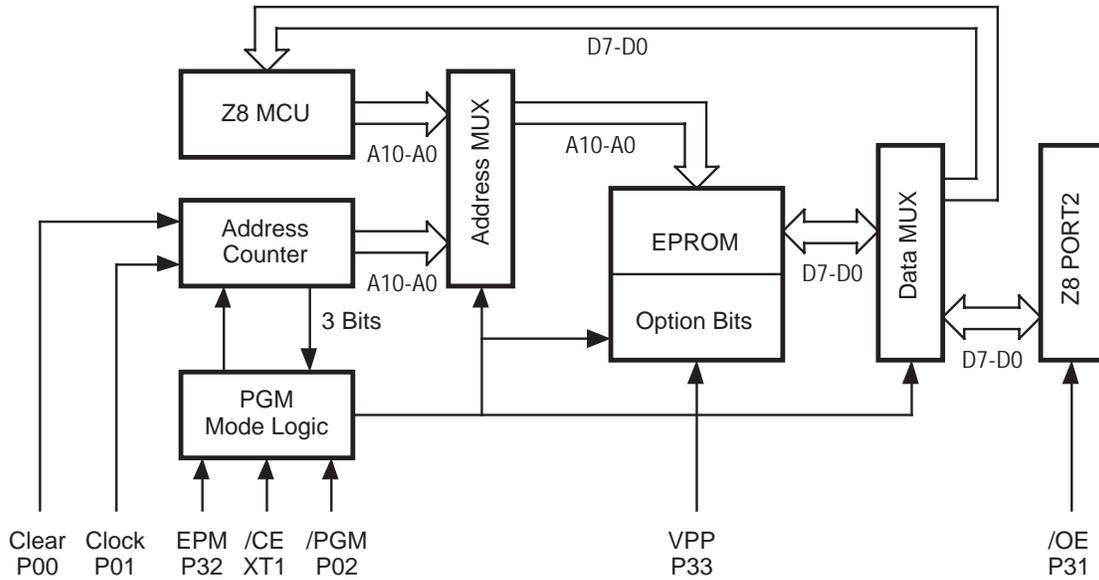 D7-D0
Z8 MCU
A10-A0
Address MUX
A10-A0
Address
Counter
A10-A0
3 Bits
PGM
Mode Logic
EPROM
Option Bits
D7-D0
Data MUX
D7-D0
Z8 PORT2
Clear
P00
Clock
P01
EPM
P32
/CE
XT1
/PGM
P02
VPP
P33
/OE
P31